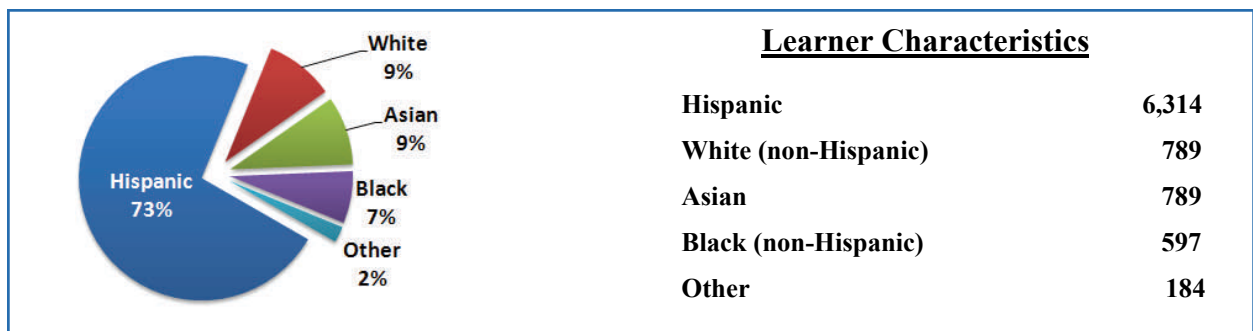 White
9%
Asian
9%
Hispanic
73%
Black
7%
Other
2%
Learner Characteristics
Hispanic 6,314
White (non-Hispanic) 789
Asian 789
Black (non-Hispanic) 597
Other 184